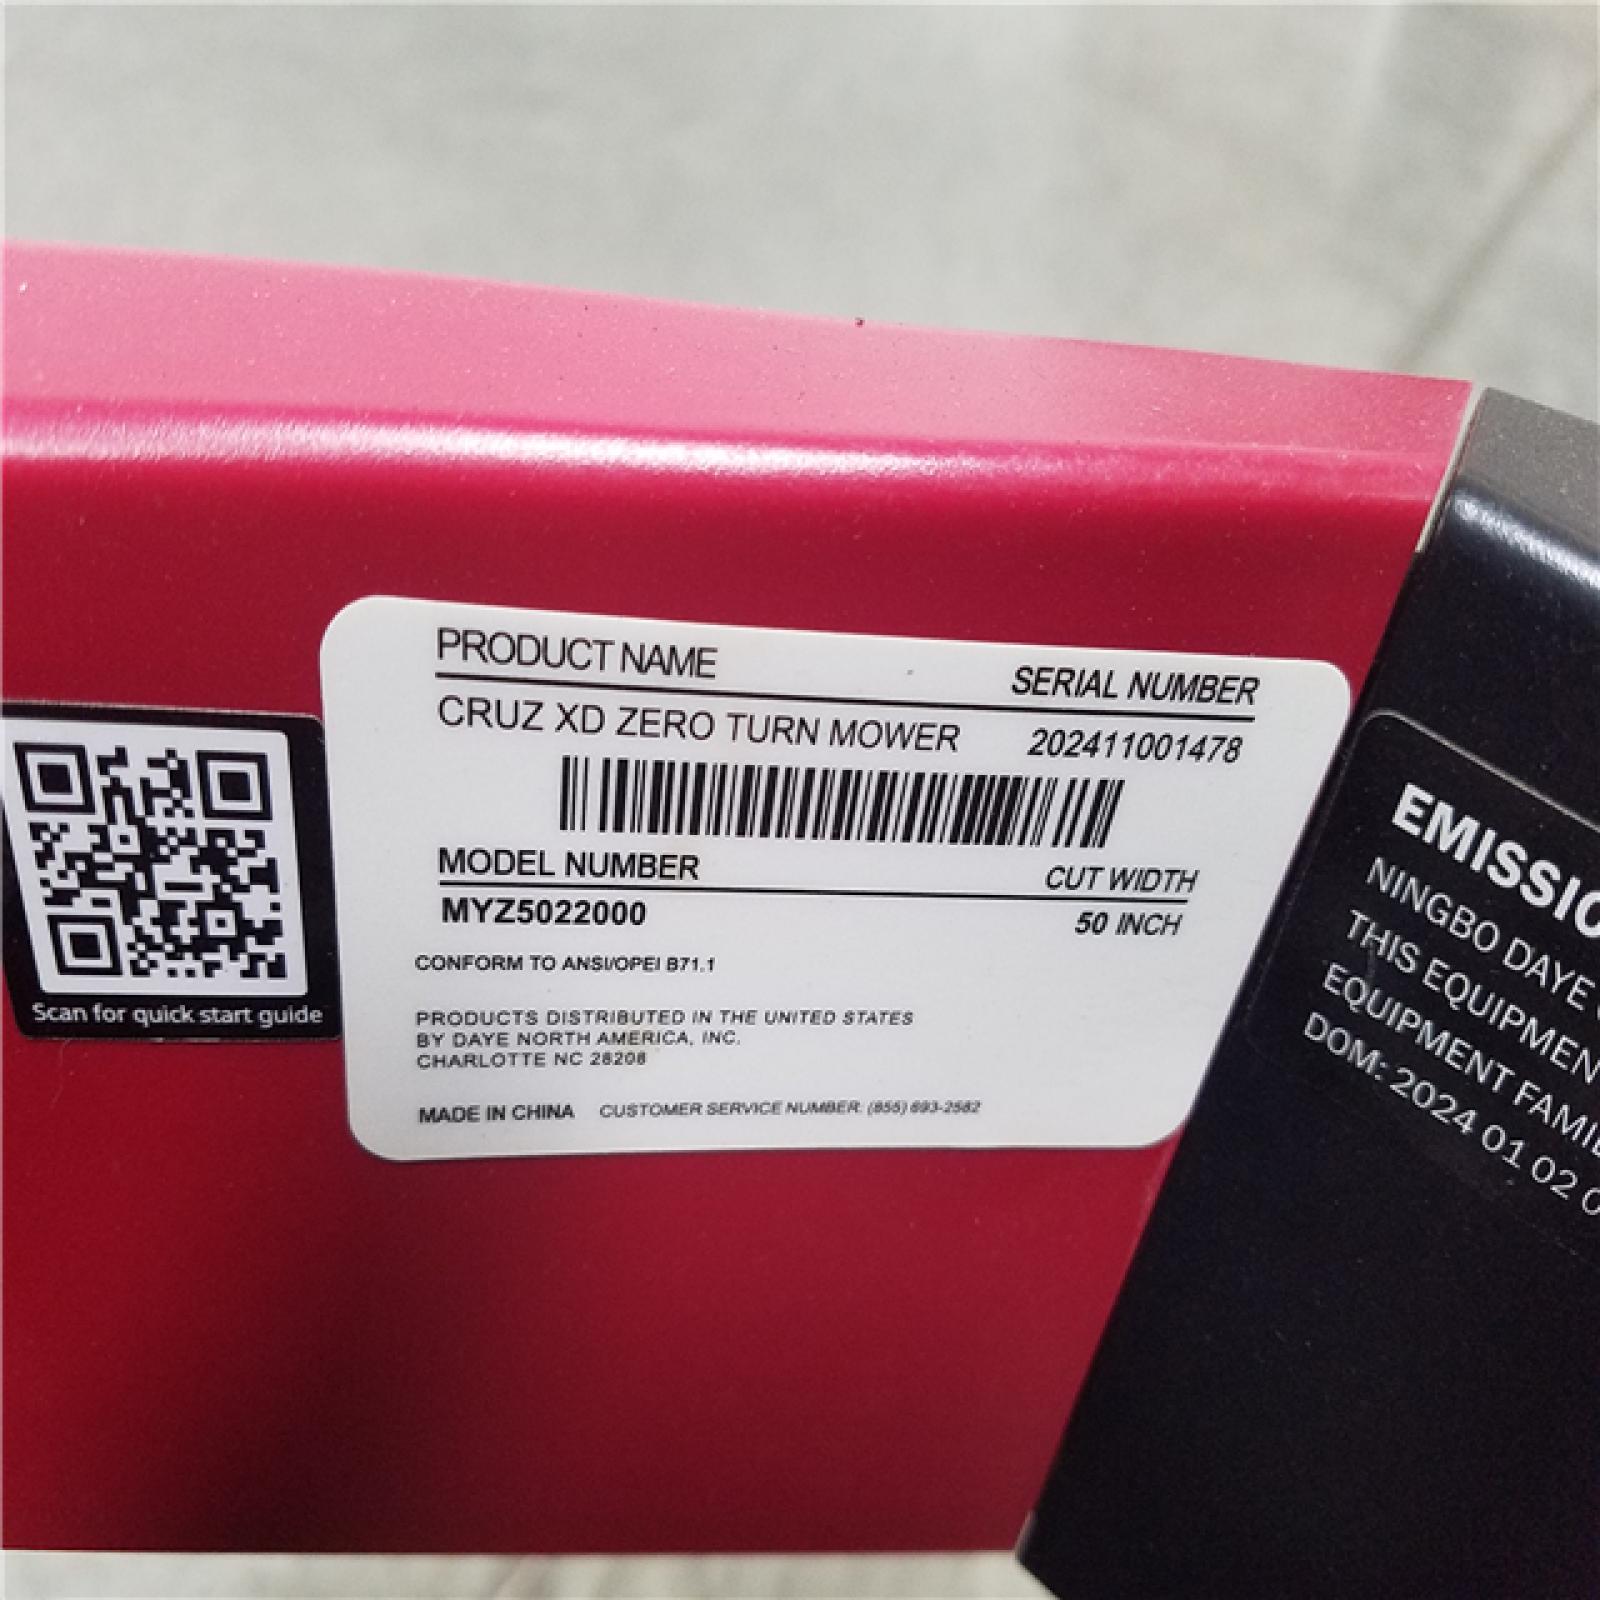 PRODUCT NAME
SERIAL NUMBER
CRUZ XD ZERO TURN MOWER
202411001478
MODEL NUMBER
CUT WIDTH
MYZ5022000
50 INCH
CONFORM TO ANSI/OPEI B71.1
PRODUCTS DISTRIBUTED IN THE UNITED STATES
BY DAYE NORTH AMERICA, INC.
CHARLOTTE NC 28208
MADE IN CHINA CUSTOMER SERVICE NUMBER: (855) 693-2582
Scan for quick start guide
EMISSIO
NINGBO DAYE
THIS EQUIPMEN
EQUIPMENT FAMI
DOM: 2024 01 02